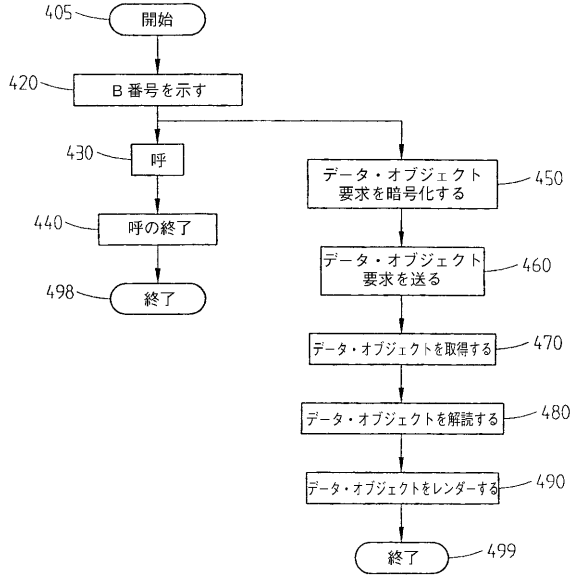 405
開始
420
B番号を示す
430
呼
440
呼の終了
498
終了
データ・オブジェクト
要求を暗号化する
450
データ・オブジェクト
要求を送る
460
データ・オブジェクトを取得する
470
データ・オブジェクトを解読する
480
データ・オブジェクトをレンダーする
490
終了
499